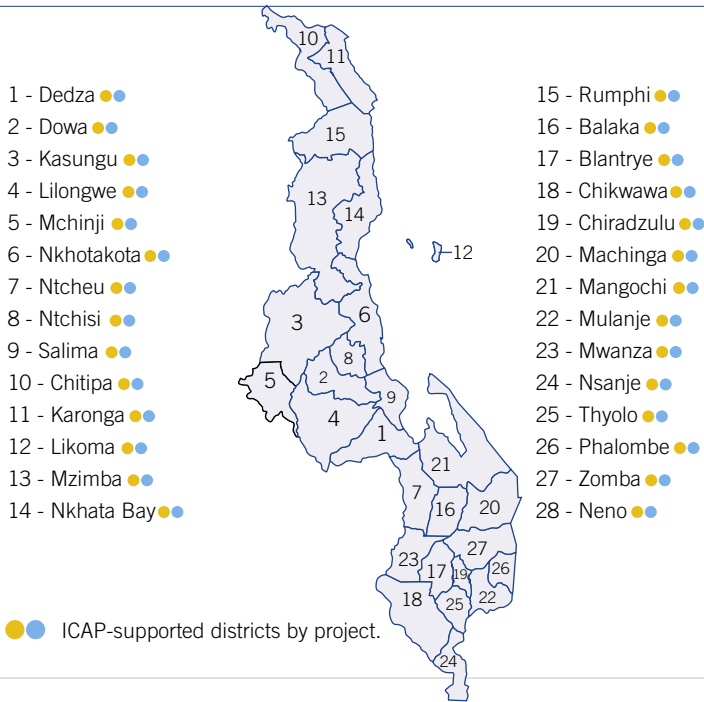 1 - Dedza
2 - Dowa
3 - Kasungu
4 - Lilongwe
5 - Mchinji
6 - Nkhotakota
7 - Ntcheu
8 - Ntchisi
9 - Salima
10 - Chitipa
11 - Karonga
12 - Likoma
13 - Mzimba
14 - Nkhata Bay
15 - Rumphi
16 - Balaka
17 - Blantrye
18 - Chikwawa
19 - Chiradzulu
20 - Machinga
21 - Mangochi
22 - Mulanje
23 - Mwanza
24 - Nsanje
25 - Thyolo
26 - Phalombe
27 - Zomba
28 - Neno
10
11
15
13
14
12
3
6
8
2
5
9
4
1
21
7
16
20
27
23
17
19
26
18
25
22
24
ICAP-supported districts by project.